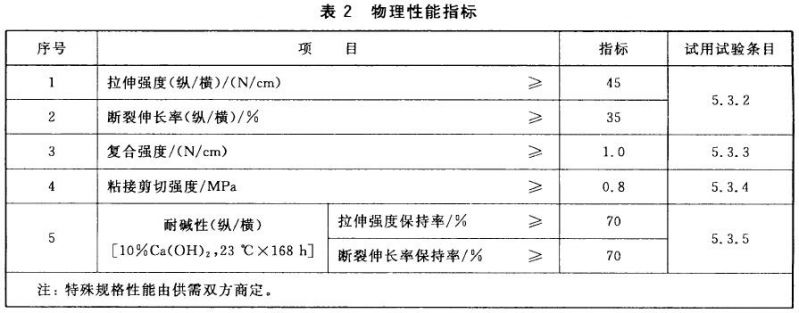 表 2 物理性能指标
序号 项 目 指标 试用试验条目
1 拉伸强度(纵/横)/(N/cm) ≥ 45 5.3.2
2 断裂伸长率(纵/横)/% ≥ 35
3 复合强度/(N/cm) ≥ 1.0 5.3.3
4 粘接剪切强度/MPa ≥ 0.8 5.3.4
5 耐碱性(纵/横) 拉伸强度保持率/% ≥ 70 5.3.5
[10%Ca(OH)₂,23 ℃×168 h] 断裂伸长率保持率/% ≥ 70
注:特殊规格性能由供需双方商定。